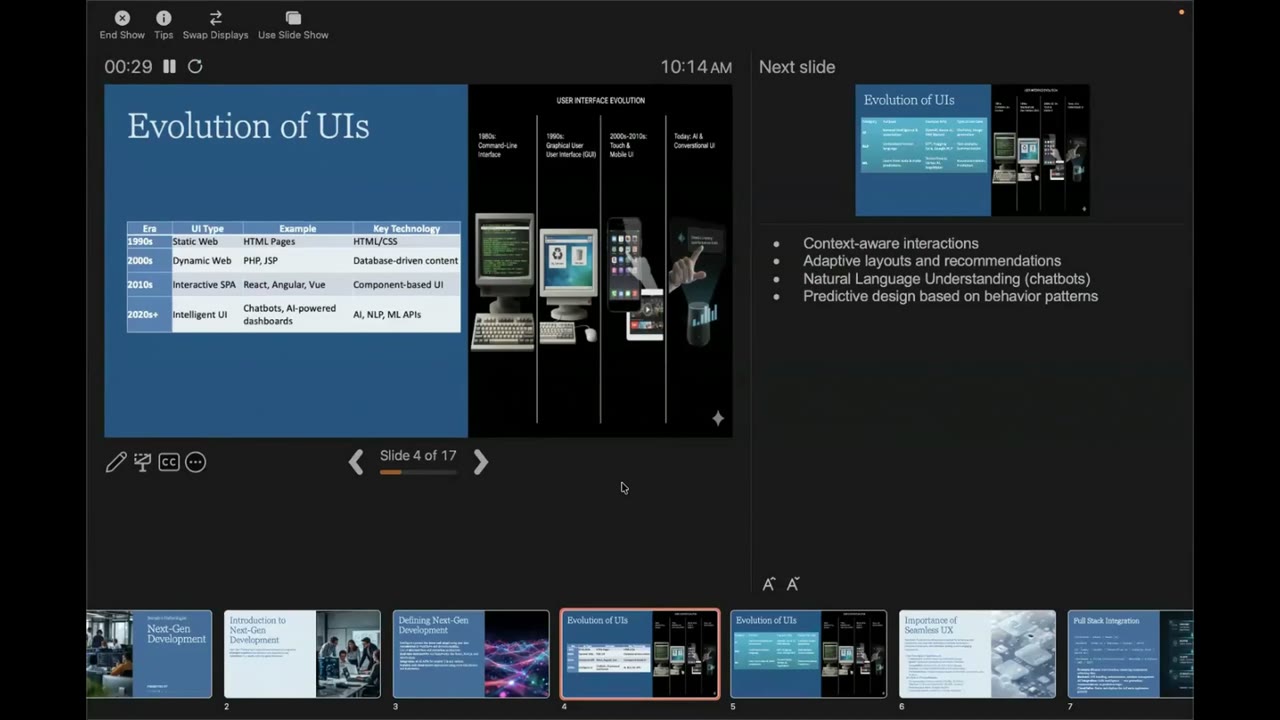 End Show Tips Swap Displays Use Slide Show
00:29
10:14 AM
Next slide
Evolution of UIs
Era UI Type Example Key Technology
1990s Static Web HTML Pages HTML/CSS
2000s Dynamic Web PHP, JSP Database-driven content
2010s Interactive SPA React, Angular, Vue Component-based UI
2020s+ Intelligent UI Chatbots, AI-powered dashboards AI, NLP, ML APIs
USER INTERFACE EVOLUTION
1980s:
Command-Line
Interface
1990s:
Graphical User
User Interface (GUI)
2000s-2010s:
Touch &
Mobile UI
Today: AI &
Conventional UI
Evolution of UIs
• Context-aware interactions
• Adaptive layouts and recommendations
• Natural Language Understanding (chatbots)
• Predictive design based on behavior patterns
CC
Slide 4 of 17
A A
Next-Gen
Development
Introduction to
Next-Gen
Development
Defining Next-Gen
Development
Evolution of UIs
Evolution of UIs
Importance of
Seamless UX
Full Stack Integration
2 3 4 5 6 7